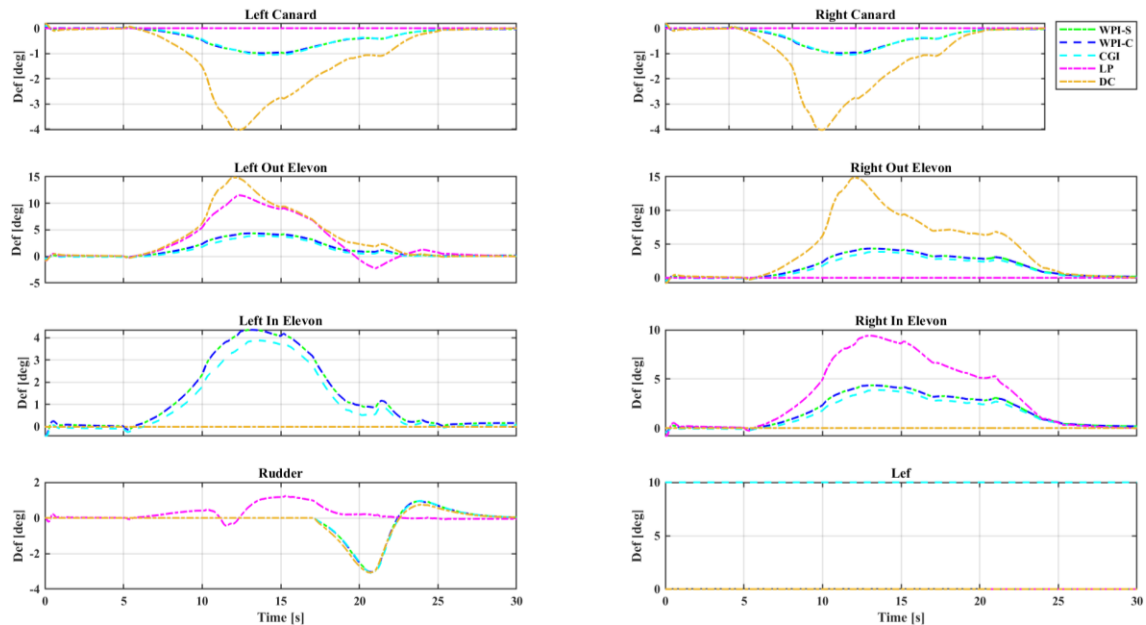 Left Canard
0
-1
-2
-3
-4
Def [deg]
Right Canard
0
-1
-2
-3
-4
Def [deg]
WPI-S
WPI-C
CGI
LP
DC
Left Out Elevon
15
10
5
0
-5
Def [deg]
Right Out Elevon
15
10
5
0
Def [deg]
Left In Elevon
4
3
2
1
0
Def [deg]
Right In Elevon
10
5
0
Def [deg]
Rudder
2
0
-2
-4
Def [deg]
0 5 10 15 20 25 30
Time [s]
Lef
10
5
0
Def [deg]
0 5 10 15 20 25 30
Time [s]